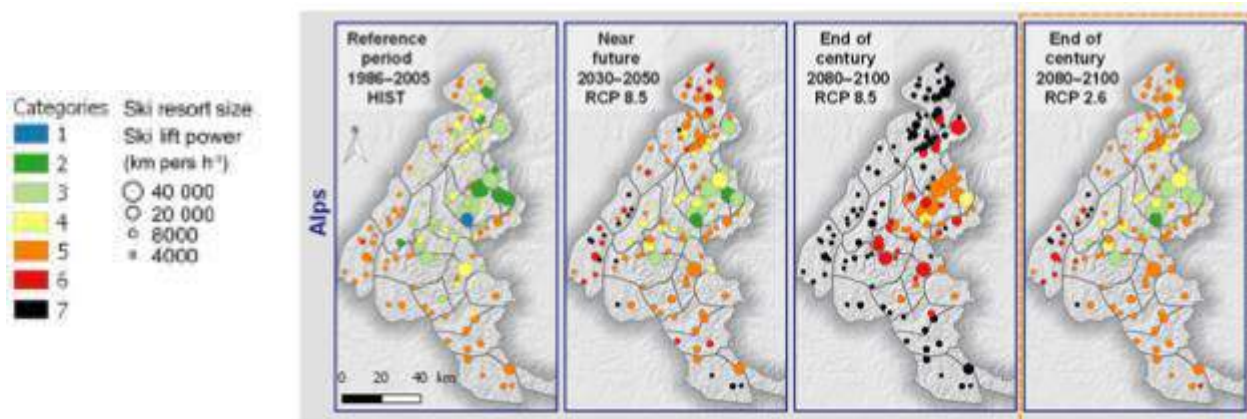 Categories
1
2
3
4
5
6
7
Ski resort size
Ski lift power
(km pers h⁻¹)
40 000
20 000
8000
4000
Alps
Reference
period
1986–2005
HIST
0 20 40 km
Near
future
2030–2050
RCP 8.5
End of
century
2080–2100
RCP 8.5
End of
century
2080–2100
RCP 2.6